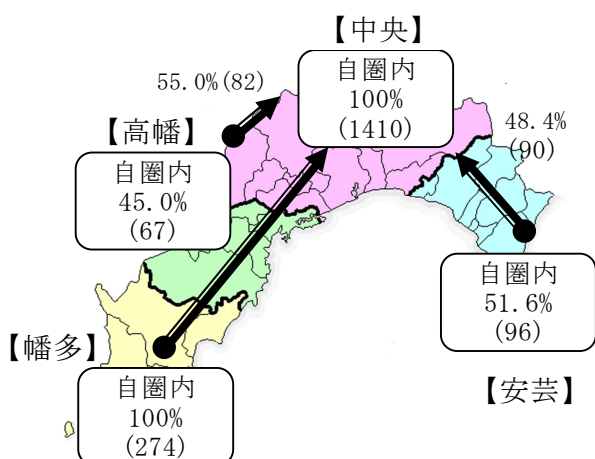 【中央】
自圏内
100%
(1410)
55.0%(82)
【高幡】
自圏内
45.0%
(67)
48.4%
(90)
自圏内
51.6%
(96)
【安芸】
【幡多】
自圏内
100%
(274)